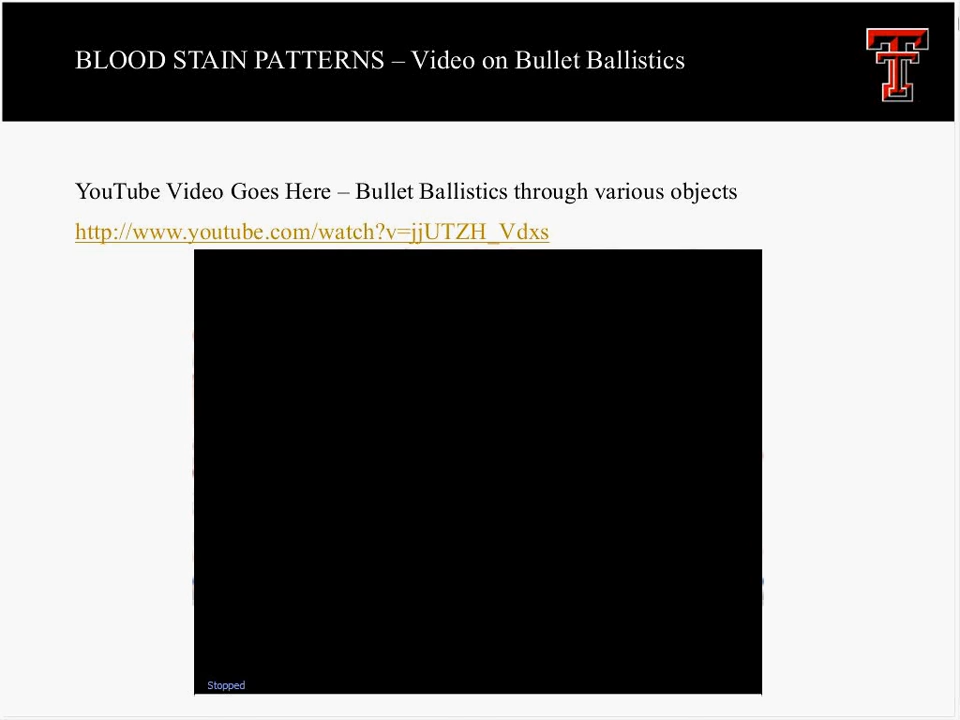 BLOOD STAIN PATTERNS – Video on Bullet Ballistics
YouTube Video Goes Here – Bullet Ballistics through various objects
http://www.youtube.com/watch?v=jjUTZH_Vdxs
Stopped